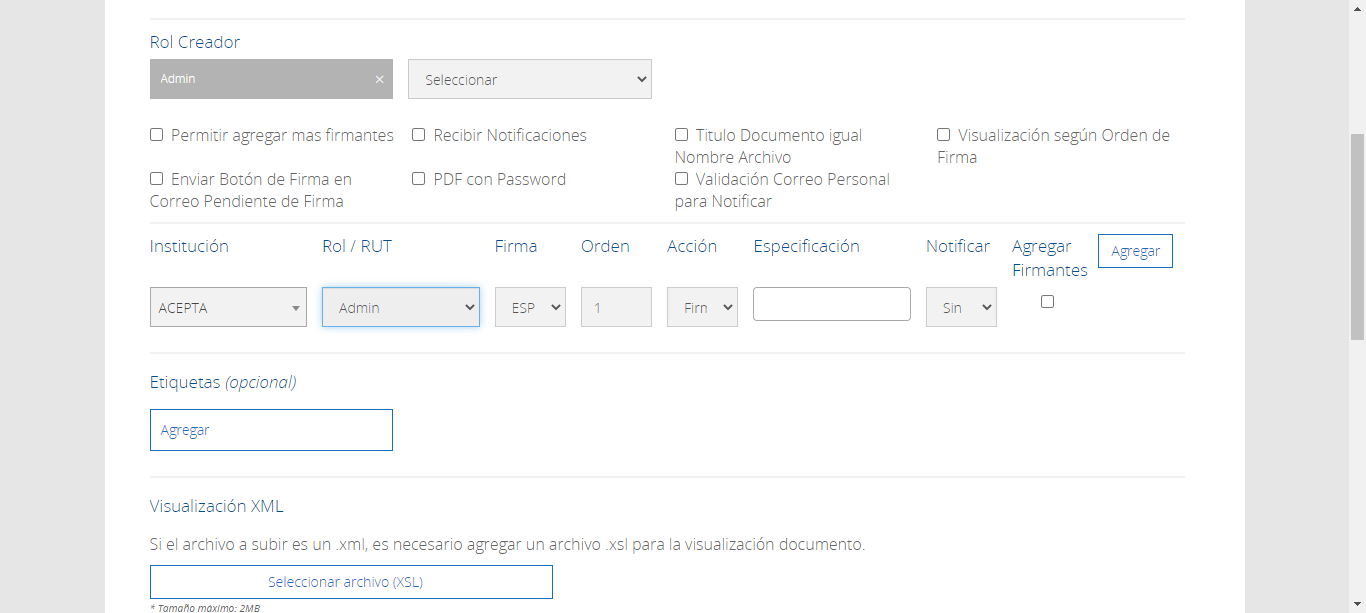 Rol Creador
Admin ×
Seleccionar
Permitir agregar mas firmantes
Recibir Notificaciones
Titulo Documento igual
Nombre Archivo
Visualización según Orden de
Firma
Enviar Botón de Firma en
Correo Pendiente de Firma
PDF con Password
Validación Correo Personal
para Notificar
Institución
Rol / RUT
Firma
Orden
Acción
Especificación
Notificar
Agregar
Firmantes
Agregar
ACEPTA
Admin
ESP
1
Firn
Sin
Etiquetas (opcional)
Agregar
Visualización XML
Si el archivo a subir es un .xml, es necesario agregar un archivo .xsl para la visualización documento.
Seleccionar archivo (XSL)
* Tamaño máximo: 2MB